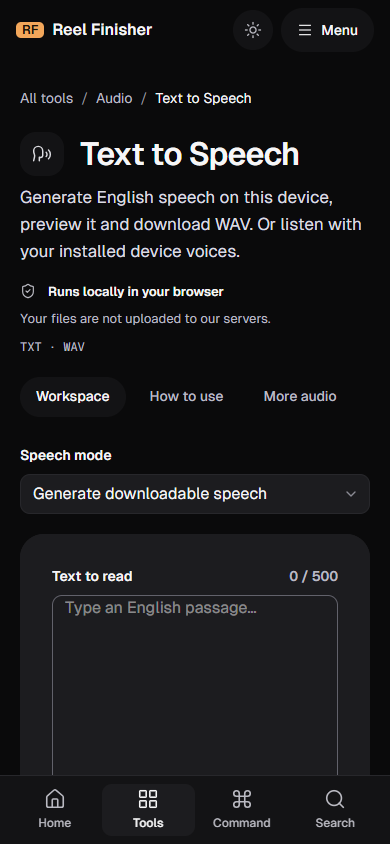 RF Reel Finisher
Menu
All tools / Audio / Text to Speech
Text to Speech
Generate English speech on this device,
preview it and download WAV. Or listen with
your installed device voices.
Runs locally in your browser
Your files are not uploaded to our servers.
TXT · WAV
Workspace How to use More audio
Speech mode
Generate downloadable speech
Text to read 0 / 500
Type an English passage…
Home Tools Command Search